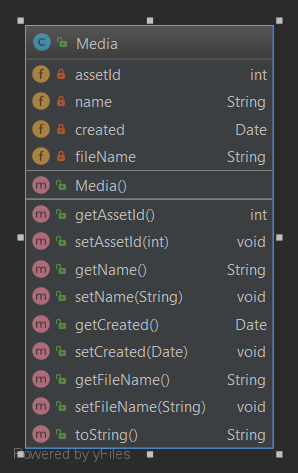 C Media
f assetId int
f name String
f created Date
f fileName String
m Media()
m getAssetId() int
m setAssetId(int) void
m getName() String
m setName(String) void
m getCreated() Date
m setCreated(Date) void
m getFileName() String
m setFileName(String) void
m toString() String
Powered by yFiles